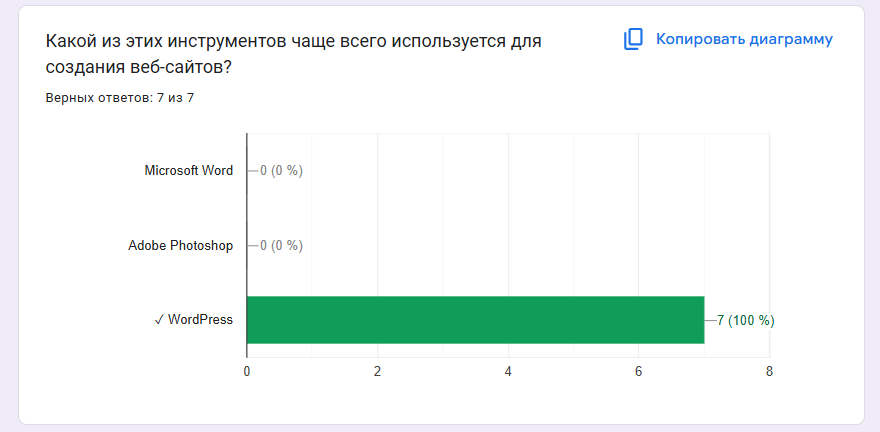 Какой из этих инструментов чаще всего используется для
создания веб-сайтов?
Копировать диаграмму
Верных ответов: 7 из 7
Microsoft Word
0 (0 %)
Adobe Photoshop
0 (0 %)
✓ WordPress
7 (100 %)
0 2 4 6 8